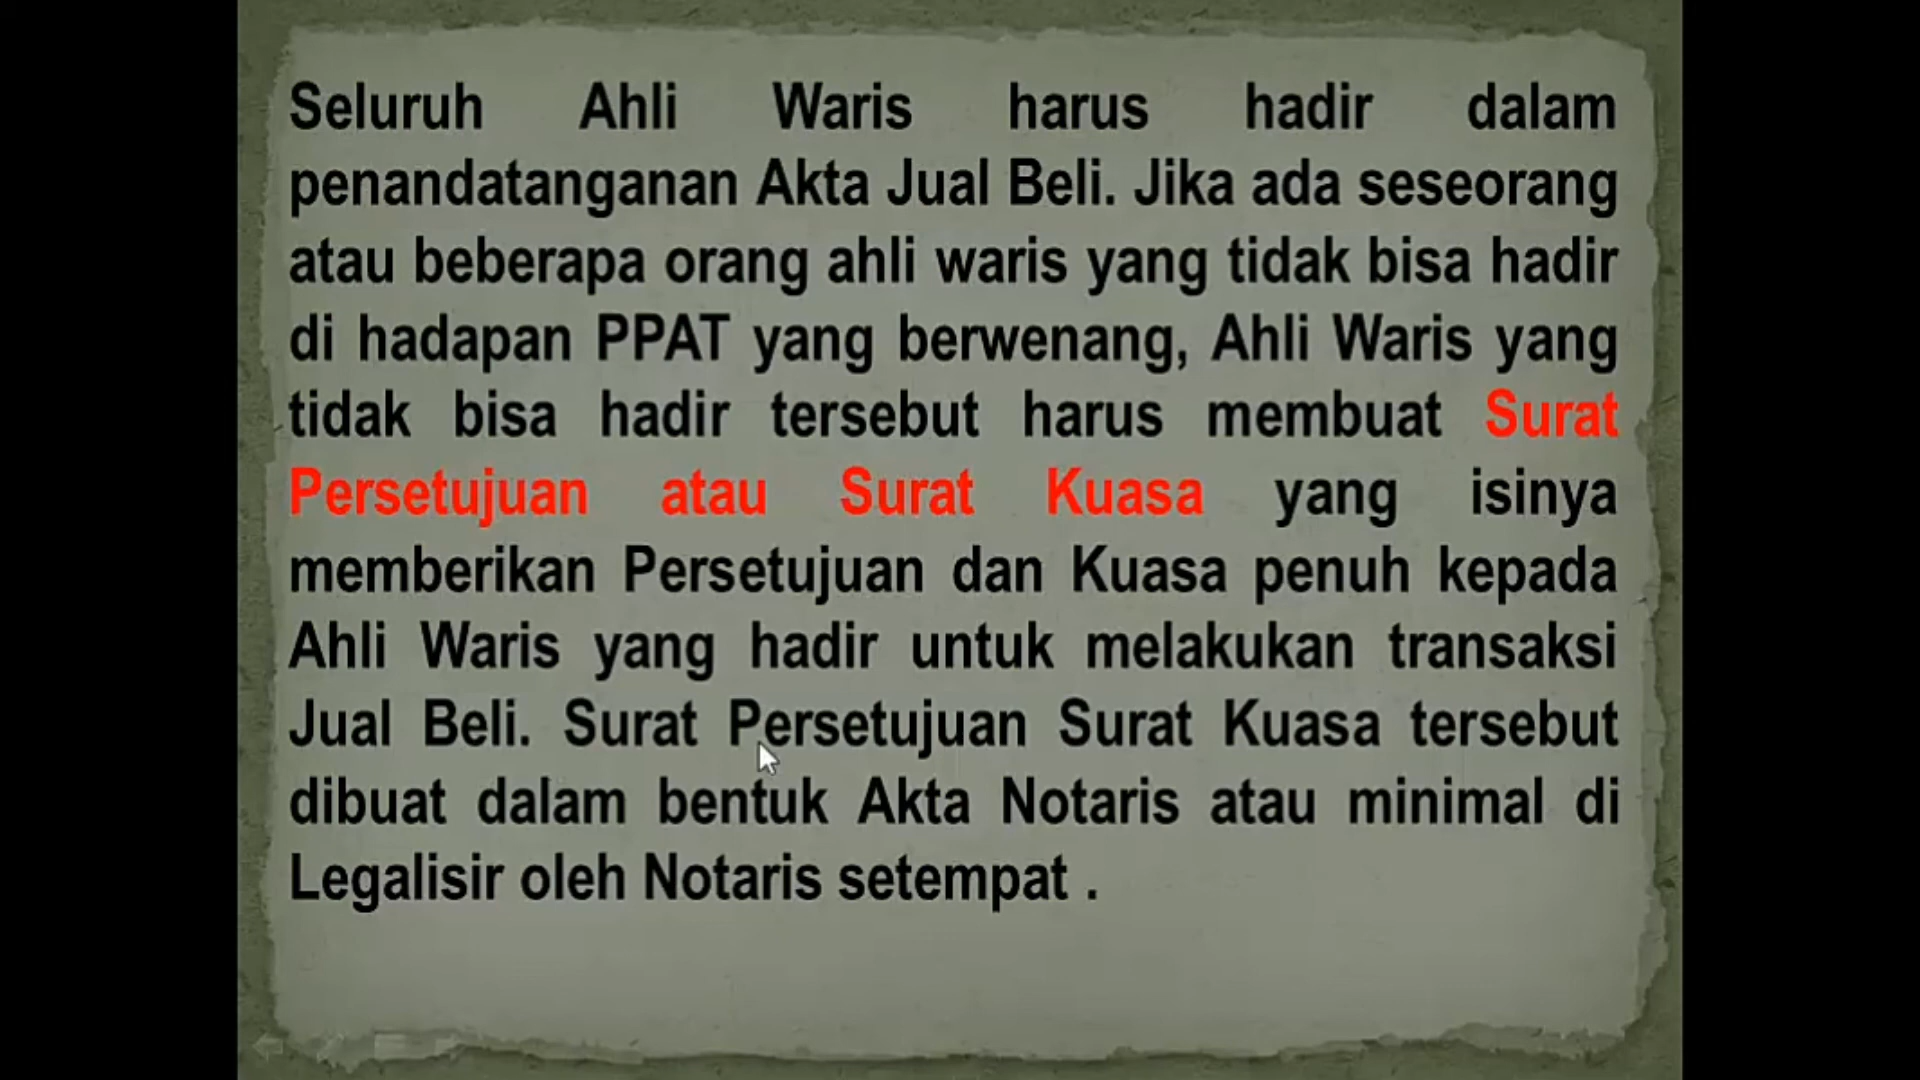 Seluruh Ahli Waris harus hadir dalam
penandatanganan Akta Jual Beli. Jika ada seseorang
atau beberapa orang ahli waris yang tidak bisa hadir
di hadapan PPAT yang berwenang, Ahli Waris yang
tidak bisa hadir tersebut harus membuat Surat
Persetujuan atau Surat Kuasa yang isinya
memberikan Persetujuan dan Kuasa penuh kepada
Ahli Waris yang hadir untuk melakukan transaksi
Jual Beli. Surat Persetujuan Surat Kuasa tersebut
dibuat dalam bentuk Akta Notaris atau minimal di
Legalisir oleh Notaris setempat .